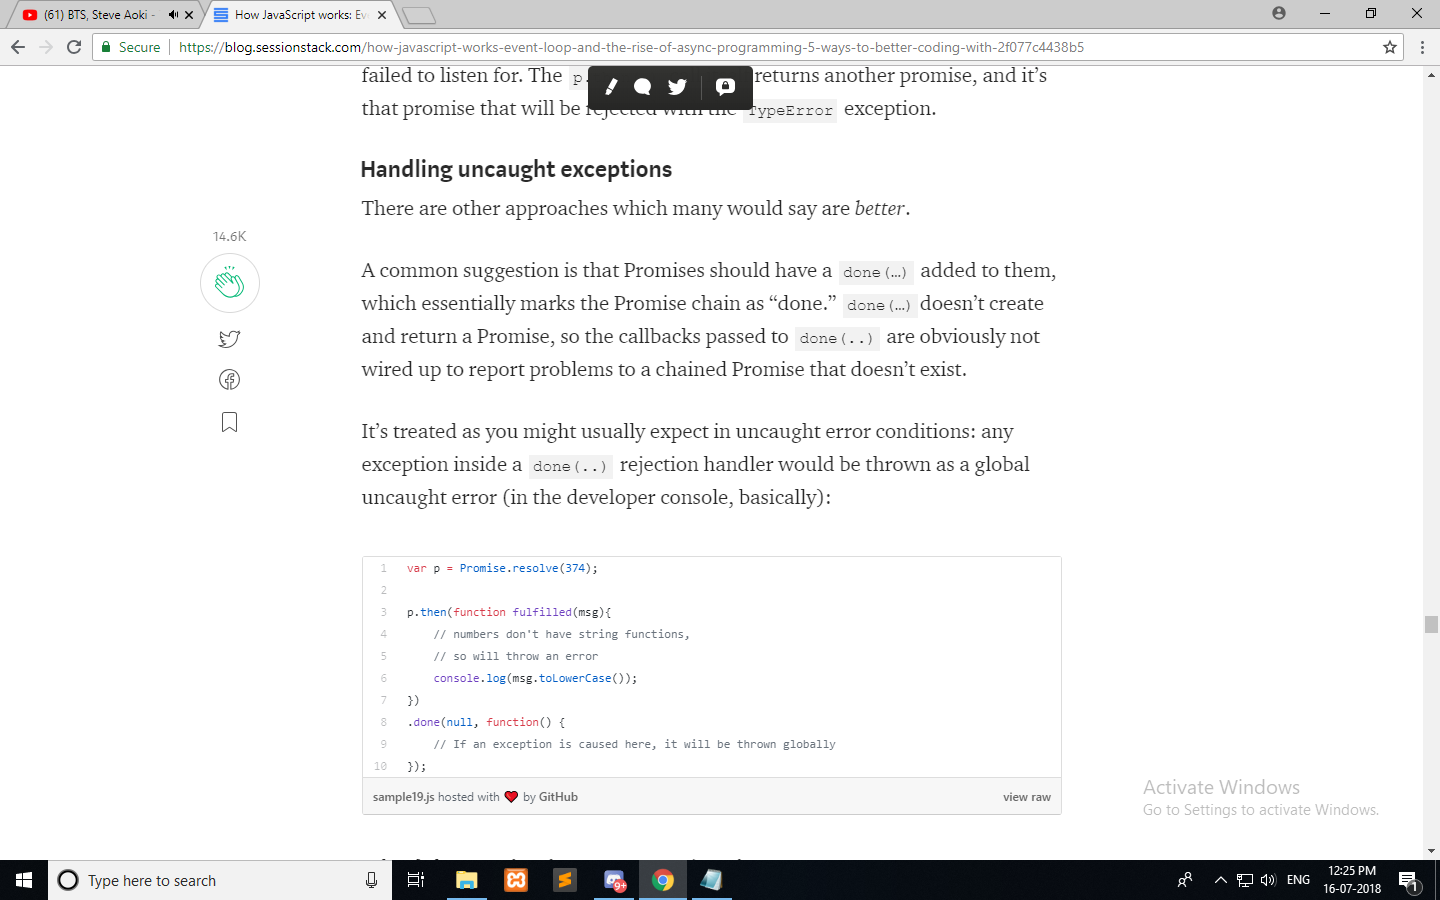 (61) BTS, Steve Aoki -
How JavaScript works: Eve
Secure
https://blog.sessionstack.com/how-javascript-works-event-loop-and-the-rise-of-async-programming-5-ways-to-better-coding-with-2f077c4438b5
failed to listen for. The p. returns another promise, and it’s
that promise that will be rejected with the TypeError exception.
Handling uncaught exceptions
There are other approaches which many would say are better.
14.6K
A common suggestion is that Promises should have a done(…) added to them,
which essentially marks the Promise chain as “done.” done(…) doesn’t create
and return a Promise, so the callbacks passed to done(..) are obviously not
wired up to report problems to a chained Promise that doesn’t exist.
It’s treated as you might usually expect in uncaught error conditions: any
exception inside a done(..) rejection handler would be thrown as a global
uncaught error (in the developer console, basically):
1 var p = Promise.resolve(374);
2
3 p.then(function fulfilled(msg){
4 // numbers don't have string functions,
5 // so will throw an error
6 console.log(msg.toLowerCase());
7 })
8 .done(null, function() {
9 // If an exception is caused here, it will be thrown globally
10 });
sample19.js hosted with ❤ by GitHub
view raw
Activate Windows
Go to Settings to activate Windows.
Type here to search
9+
ENG
12:25 PM
16-07-2018
1